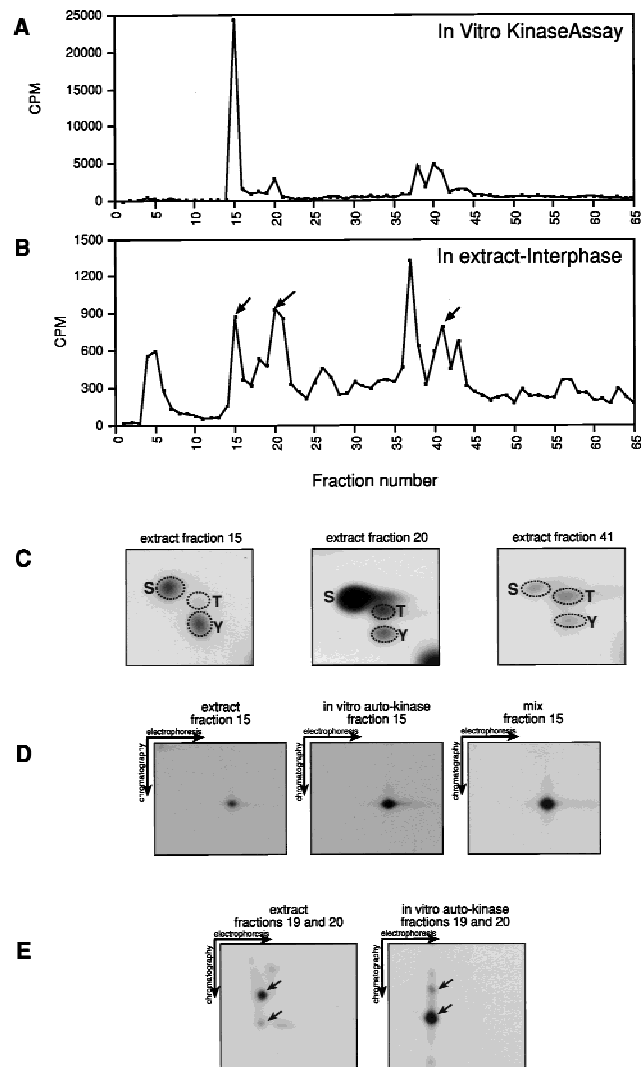 A
In Vitro KinaseAssay
CPM
25000
20000
15000
10000
5000
0
0 5 10 15 20 25 30 35 40 45 50 55 60 65
B
In extract-Interphase
CPM
1500
1200
900
600
300
0
0 5 10 15 20 25 30 35 40 45 50 55 60 65
Fraction number
C
extract fraction 15
extract fraction 20
extract fraction 41
S T Y
S T Y
S T Y
D
extract
fraction 15
in vitro auto-kinase
fraction 15
mix
fraction 15
electrophoresis
chromatography
electrophoresis
chromatography
electrophoresis
chromatography
E
extract
fractions 19 and 20
in vitro auto-kinase
fractions 19 and 20
electrophoresis
chromatography
electrophoresis
chromatography